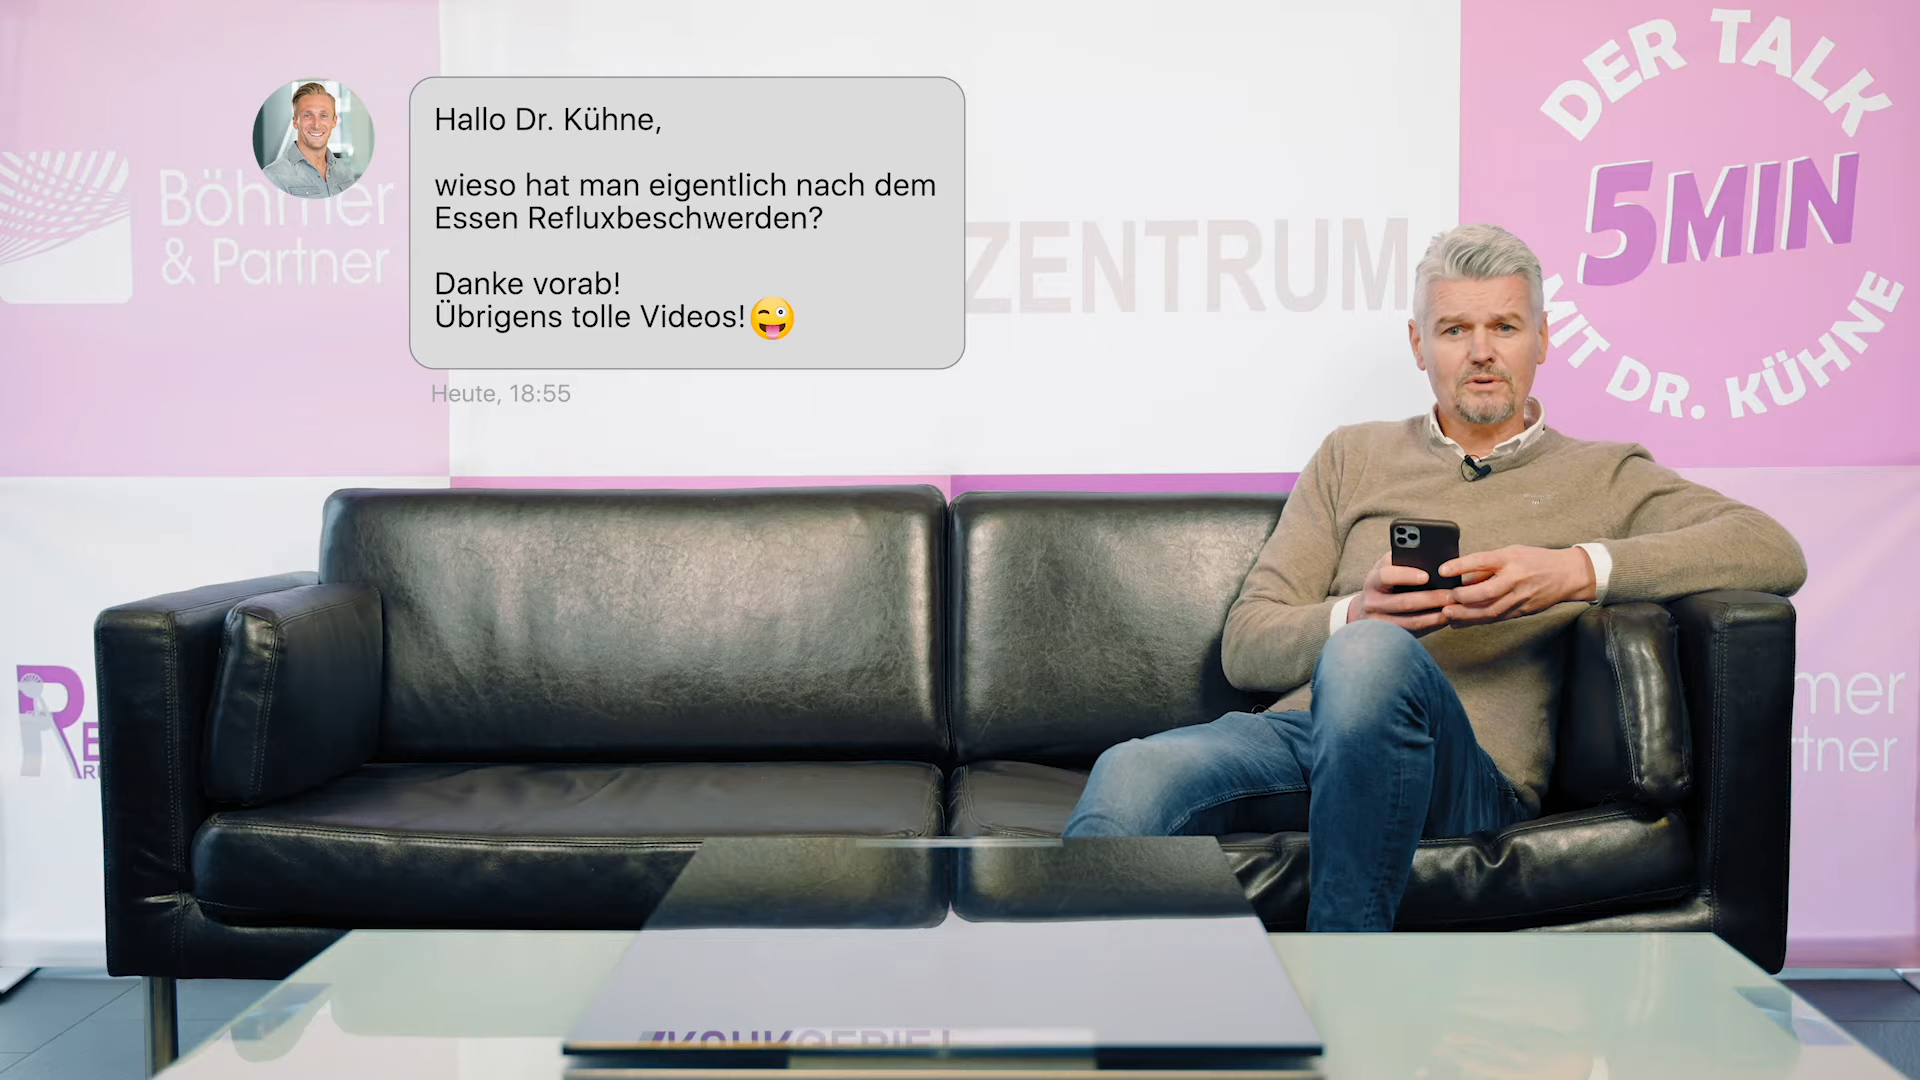 Hallo Dr. Kühne,
wieso hat man eigentlich nach dem
Essen Refluxbeschwerden?
Danke vorab!
Übrigens tolle Videos!😜
Heute, 18:55
Böhmer
& Partner
ZENTRUM
DER TALK
5MIN
MIT DR. KÜHNE